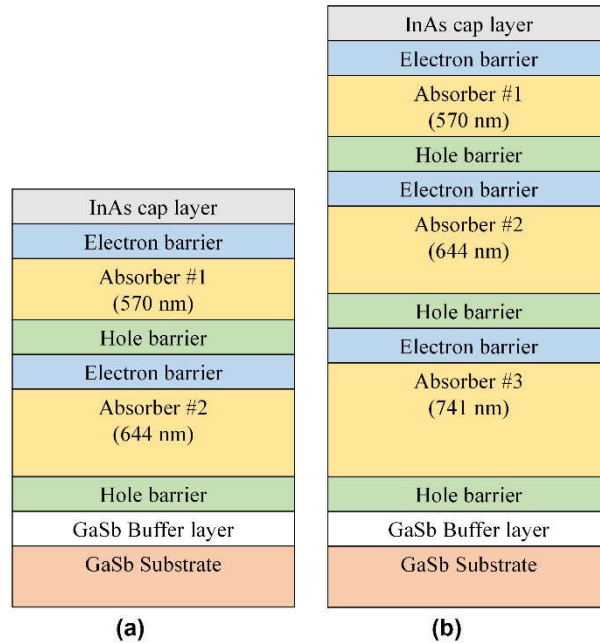 InAs cap layer
Electron barrier
Absorber #1
(570 nm)
Hole barrier
Electron barrier
Absorber #2
(644 nm)
Hole barrier
GaSb Buffer layer
GaSb Substrate
(a)
InAs cap layer
Electron barrier
Absorber #1
(570 nm)
Hole barrier
Electron barrier
Absorber #2
(644 nm)
Hole barrier
Electron barrier
Absorber #3
(741 nm)
Hole barrier
GaSb Buffer layer
GaSb Substrate
(b)